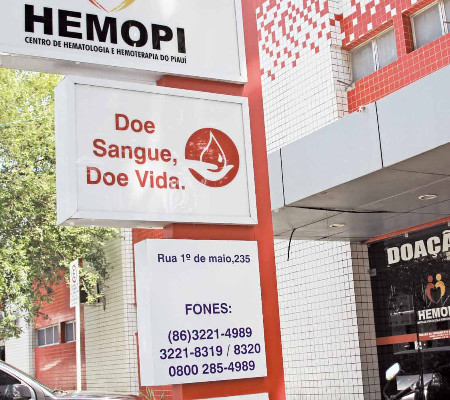 HEMOPI
CENTRO DE HEMATOLOGIA E HEMOTERAPIA DO PIAUÍ
Doe
Sangue,
Doe Vida.
Rua 1º de maio,235
FONES:
(86)3221-4989
3221-8319 / 8320
0800 285-4989
DOAÇÃ
HEMOPI